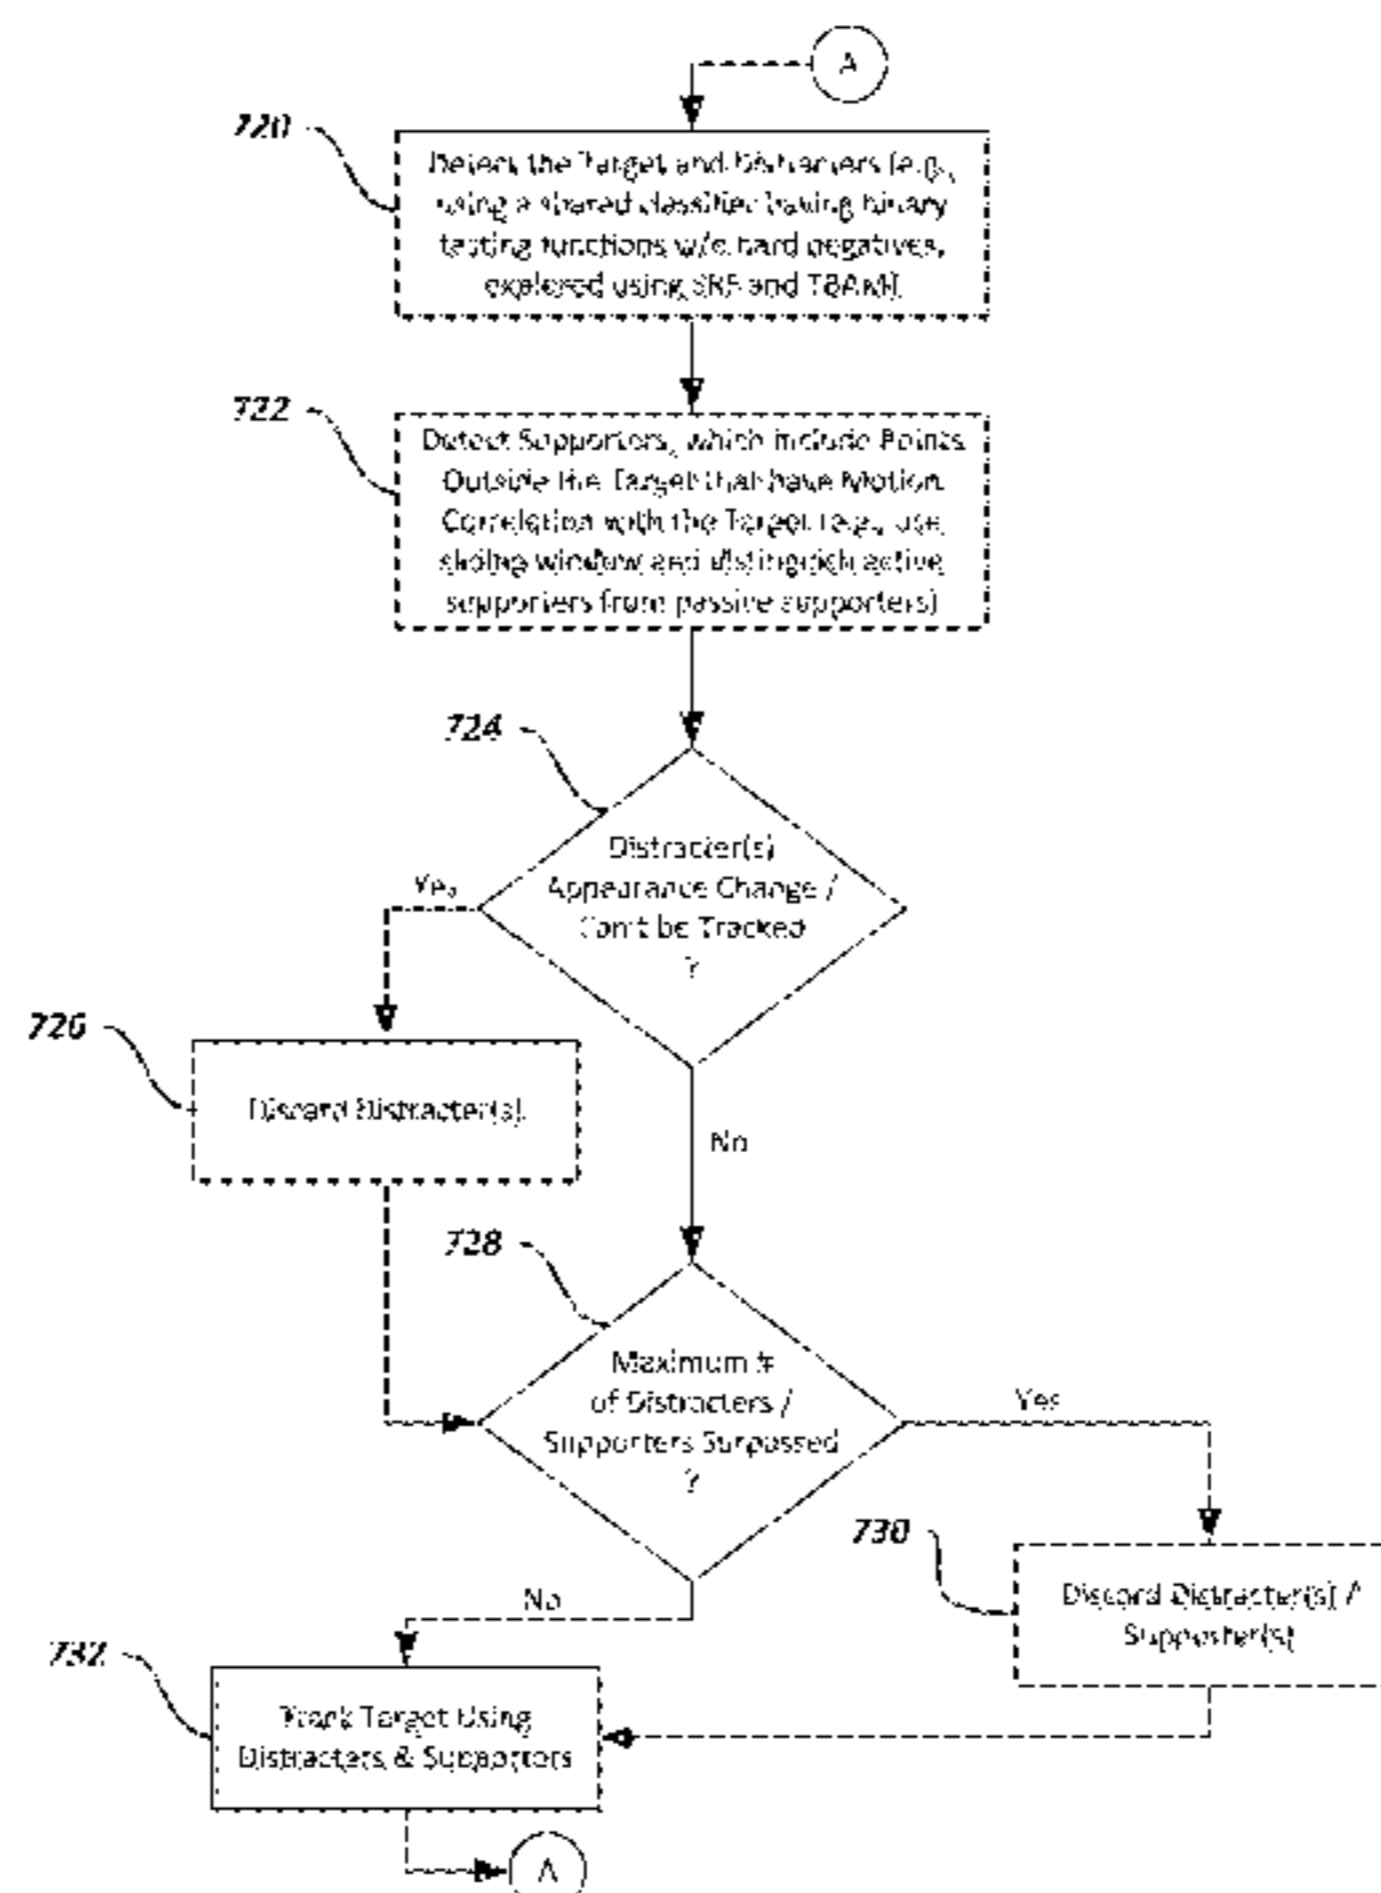 A
720
Detect the Target and Distracters (e.g.,
using a shared classifier having binary
testing functions w/e hard negatives,
explored using and
722
Detect Supporters, which include Points
Outside the Target that have Motion
Correlation with the Target (e.g., use
sliding window and distinguish active
supporters from passive supporters)
724
Distracter(s)
Appearance Change /
Can't be Tracked
?
Yes
726
Discard Distracter(s)
No
728
Maximum #
of Distracters /
Supporters Surpassed
?
Yes
730
Discard Distracter(s) /
Supporter(s)
No
732
Track Target Using
Distracters & Supporters
A